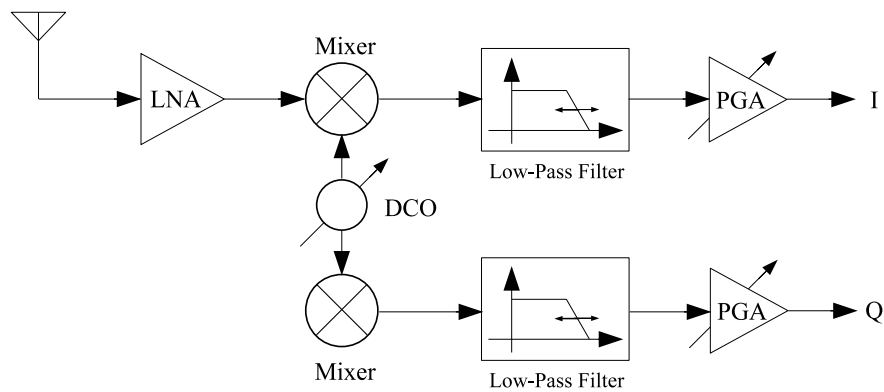 Mixer
LNA
PGA
I
Low-Pass Filter
DCO
PGA
Q
Mixer
Low-Pass Filter